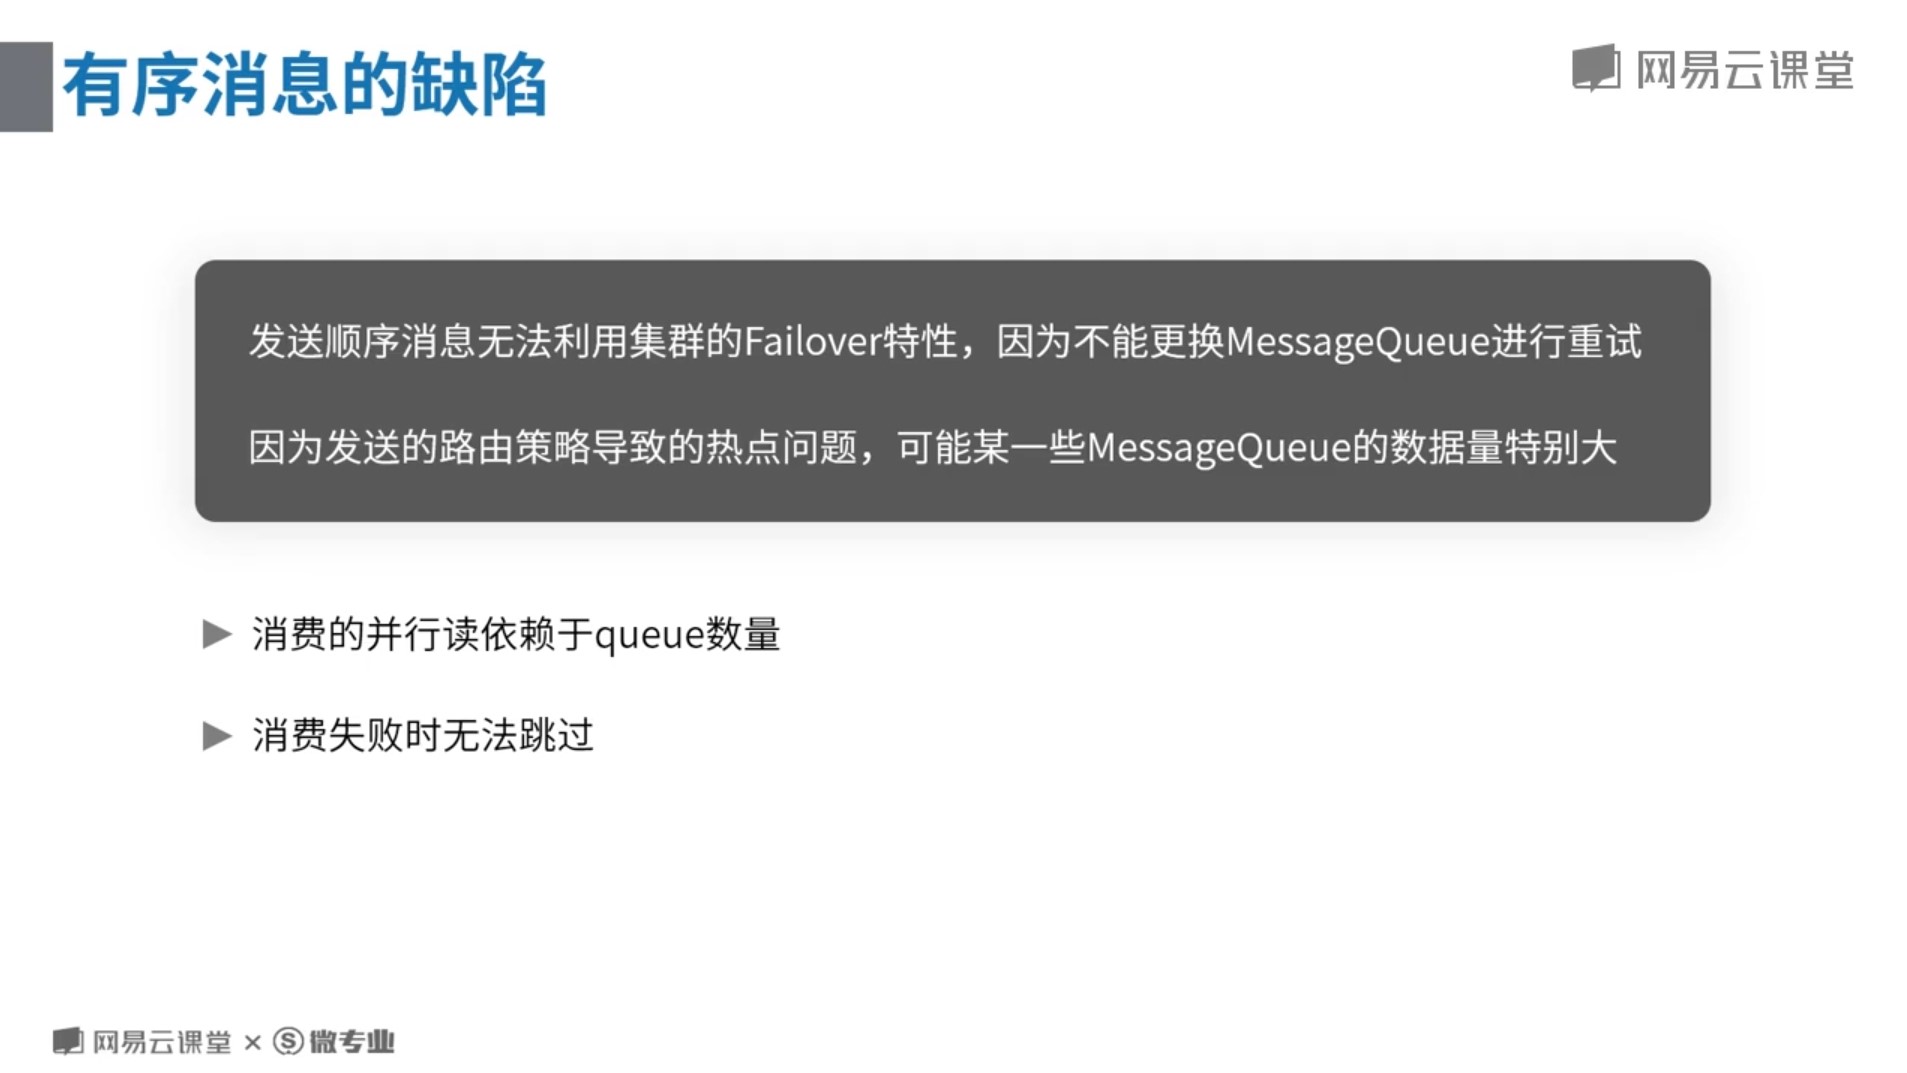 有序消息的缺陷
网易云课堂
发送顺序消息无法利用集群的Failover特性，因为不能更换MessageQueue进行重试
因为发送的路由策略导致的热点问题，可能某一些MessageQueue的数据量特别大
▶ 消费的并行读依赖于queue数量
▶ 消费失败时无法跳过
网易云课堂 × Ⓢ 微专业